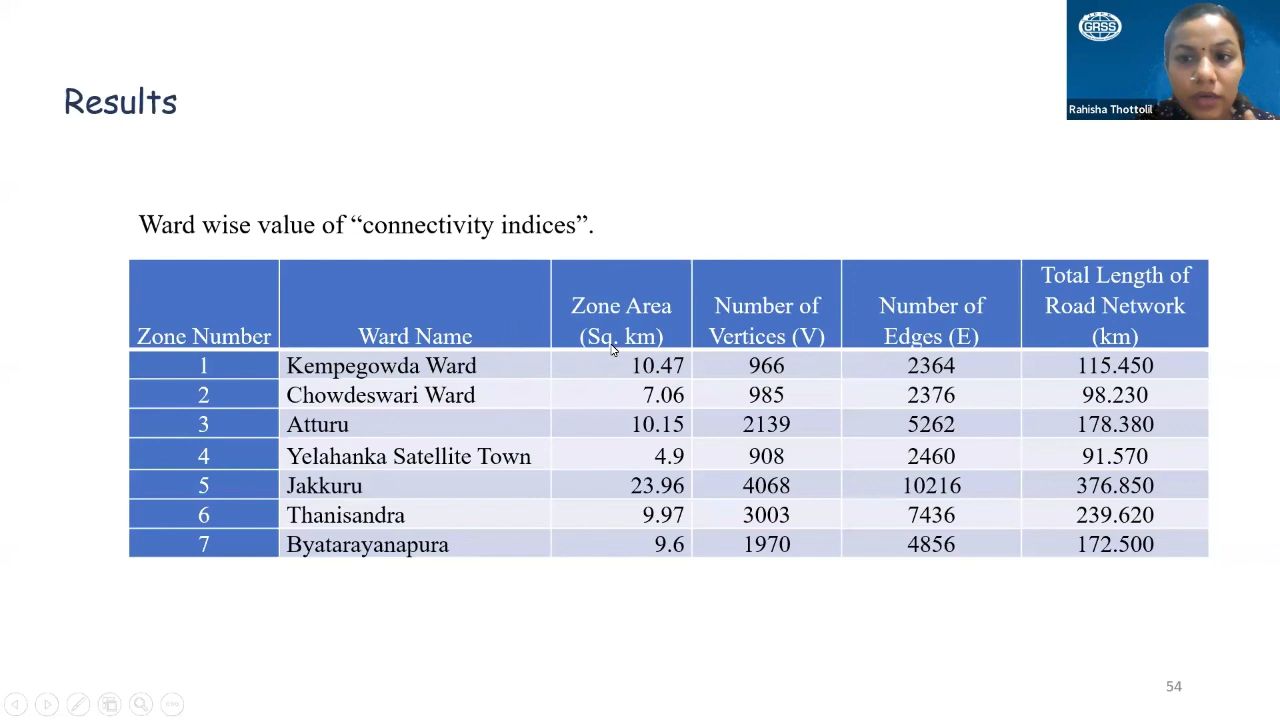 GRSS
Rahisha Thottolil
Results
Ward wise value of “connectivity indices”.
Zone Number Ward Name Zone Area (Sq. km) Number of Vertices (V) Number of Edges (E) Total Length of Road Network (km)
1 Kempegowda Ward 10.47 966 2364 115.450
2 Chowdeswari Ward 7.06 985 2376 98.230
3 Atturu 10.15 2139 5262 178.380
4 Yelahanka Satellite Town 4.9 908 2460 91.570
5 Jakkuru 23.96 4068 10216 376.850
6 Thanisandra 9.97 3003 7436 239.620
7 Byatarayanapura 9.6 1970 4856 172.500
54